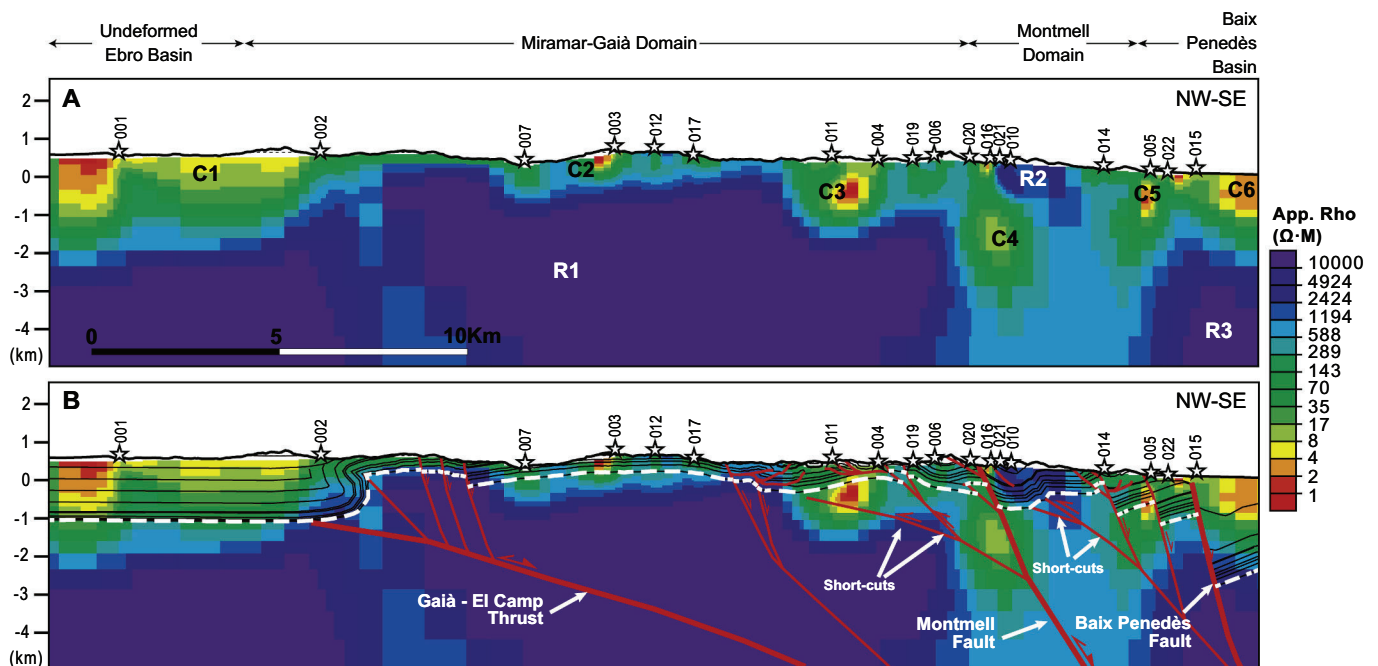 Undeformed
Ebro Basin
Miramar-Gaià Domain
Montmell
Domain
Baix
Penedès
Basin
A
NW-SE
2
1
0
-1
-2
-3
-4
(km)
001
002
007
003
012
017
011
004
019
006
020
016
021
010
014
005
022
015
C1
C2
C3
C4
C5
C6
R1
R2
R3
0
5
10Km
App. Rho
(Ω·M)
10000
4924
2424
1194
588
289
143
70
35
17
8
4
2
1
B
NW-SE
2
1
0
-1
-2
-3
-4
(km)
001
002
007
003
012
017
011
004
019
006
020
016
021
010
014
005
022
015
Gaià - El Camp
Thrust
Short-cuts
Short-cuts
Montmell
Fault
Baix Penedès
Fault